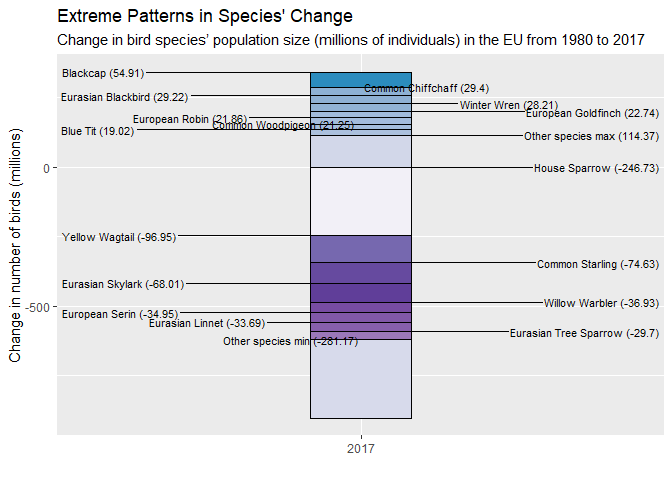 Extreme Patterns in Species' Change
Change in bird species’ population size (millions of individuals) in the EU from 1980 to 2017
Blackcap (54.91)
Common Chiffchaff (29.4)
Eurasian Blackbird (29.22)
Winter Wren (28.21)
European Goldfinch (22.74)
European Robin (21.86)
Common Woodpigeon (21.25)
Blue Tit (19.02)
Other species max (114.37)
0
House Sparrow (-246.73)
Yellow Wagtail (-96.95)
Common Starling (-74.63)
Eurasian Skylark (-68.01)
Willow Warbler (-36.93)
-500
European Serin (-34.95)
Eurasian Linnet (-33.69)
Eurasian Tree Sparrow (-29.7)
Other species min (-281.17)
Change in number of birds (millions)
2017